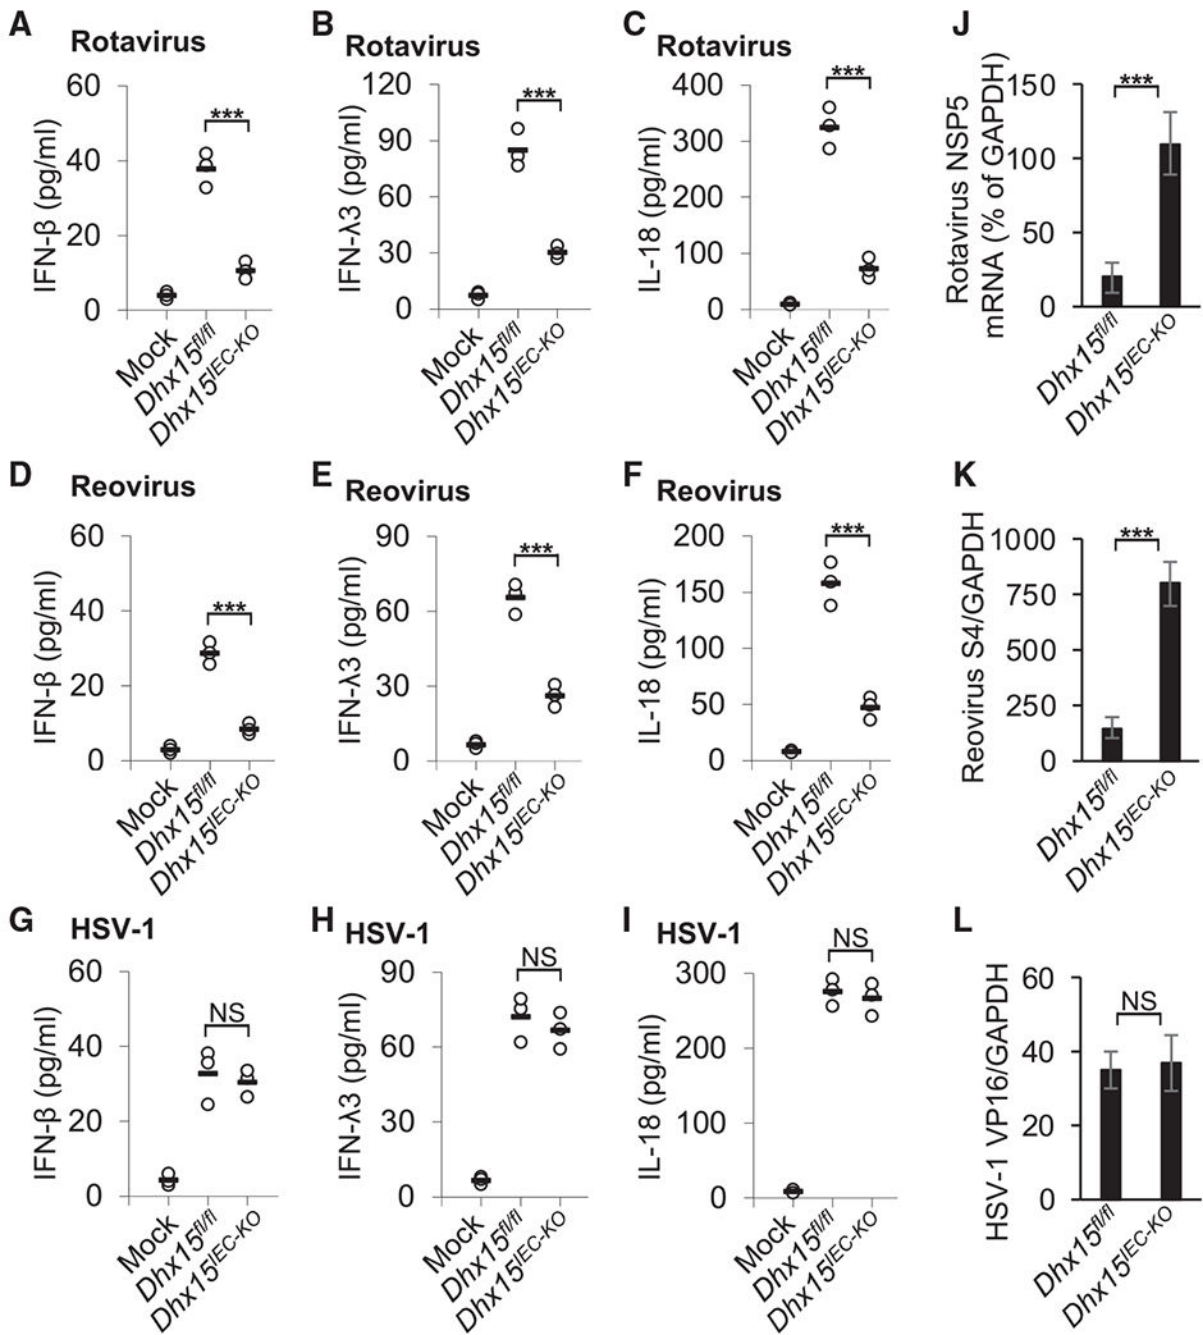 A
Rotavirus
IFN-β (pg/ml)
60
40
20
0
***
Mock
Dhx15fl/fl
Dhx15IEC-KO
B
Rotavirus
IFN-λ3 (pg/ml)
120
90
60
30
0
***
Mock
Dhx15fl/fl
Dhx15IEC-KO
C
Rotavirus
IL-18 (pg/ml)
400
300
200
100
0
***
Mock
Dhx15fl/fl
Dhx15IEC-KO
J
Rotavirus NSP5
mRNA (% of GAPDH)
150
100
50
0
***
Dhx15fl/fl
Dhx15IEC-KO
D
Reovirus
IFN-β (pg/ml)
60
40
20
0
***
Mock
Dhx15fl/fl
Dhx15IEC-KO
E
Reovirus
IFN-λ3 (pg/ml)
90
60
30
0
***
Mock
Dhx15fl/fl
Dhx15IEC-KO
F
Reovirus
IL-18 (pg/ml)
200
150
100
50
0
***
Mock
Dhx15fl/fl
Dhx15IEC-KO
K
Reovirus S4/GAPDH
1000
750
500
250
0
***
Dhx15fl/fl
Dhx15IEC-KO
G
HSV-1
IFN-β (pg/ml)
60
40
20
0
NS
Mock
Dhx15fl/fl
Dhx15IEC-KO
H
HSV-1
IFN-λ3 (pg/ml)
90
60
30
0
NS
Mock
Dhx15fl/fl
Dhx15IEC-KO
I
HSV-1
IL-18 (pg/ml)
300
200
100
0
NS
Mock
Dhx15fl/fl
Dhx15IEC-KO
L
HSV-1 VP16/GAPDH
60
40
20
0
NS
Dhx15fl/fl
Dhx15IEC-KO